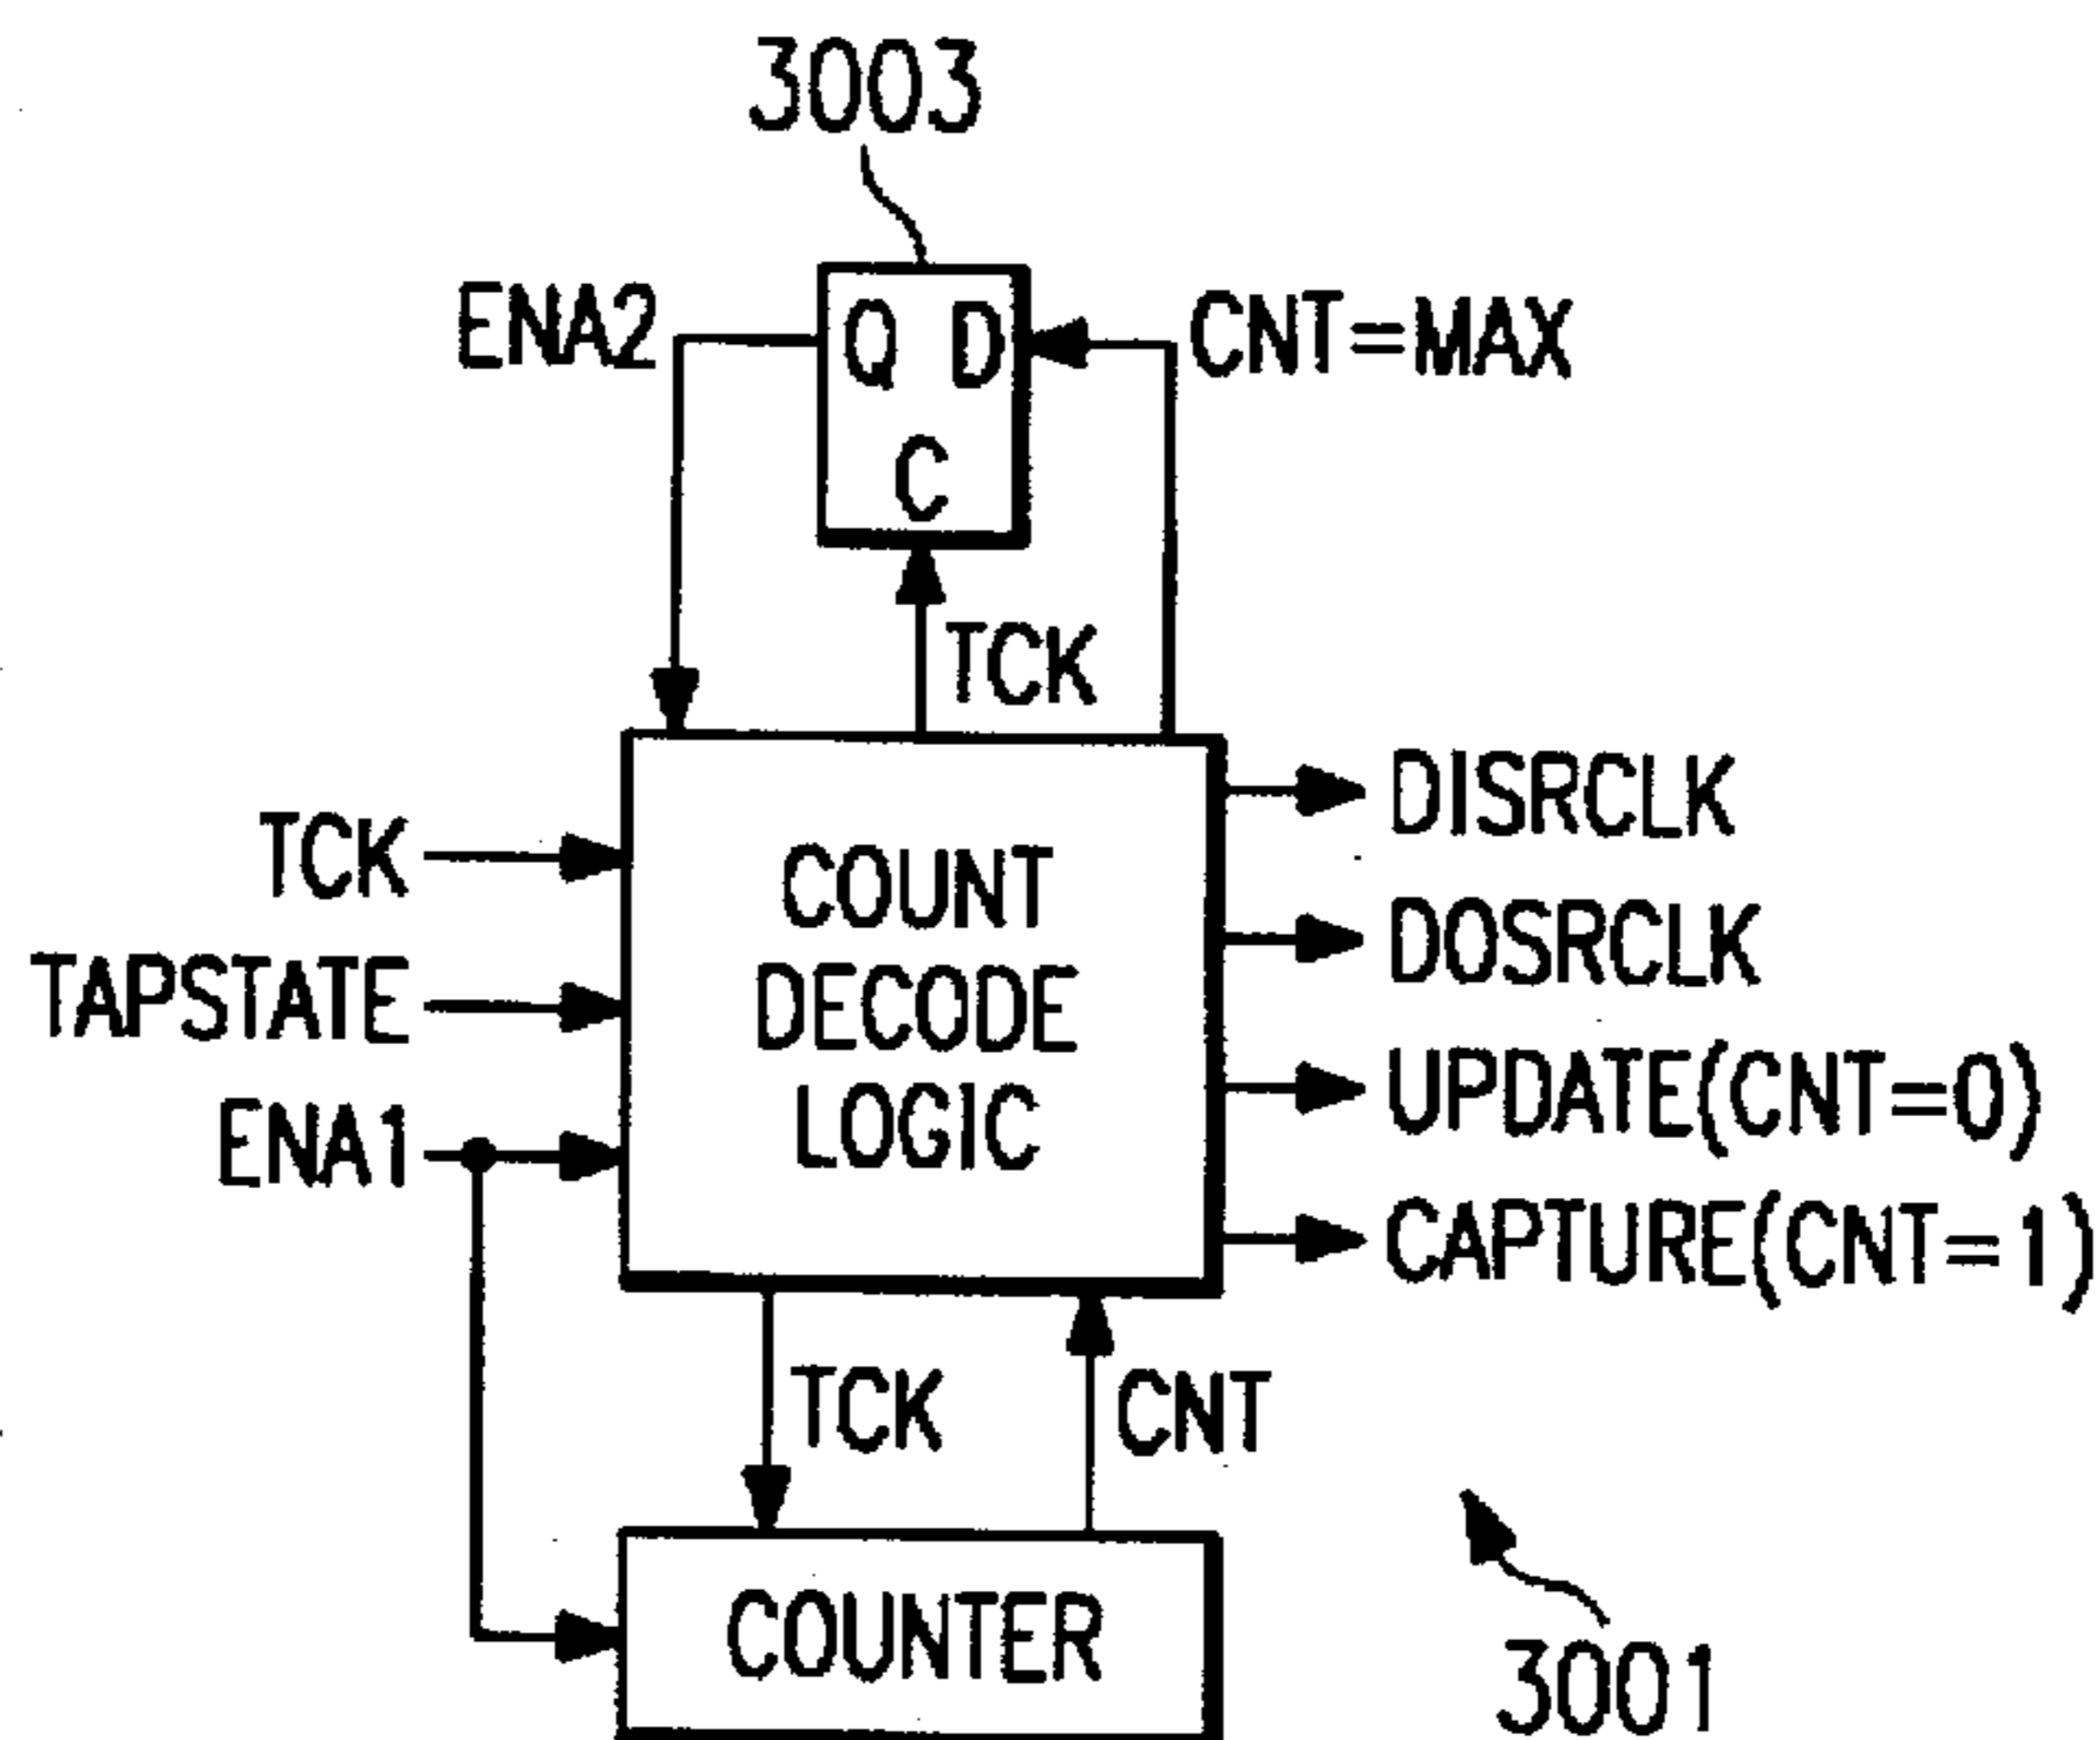 3003
ENA2
Q D
C
CNT=MAX
TCK
TCK
TAPSTATE
ENA1
COUNT
DECODE
LOGIC
DISRCLK
DOSRCLK
UPDATE(CNT=0)
CAPTURE(CNT=1)
TCK
CNT
COUNTER
3001